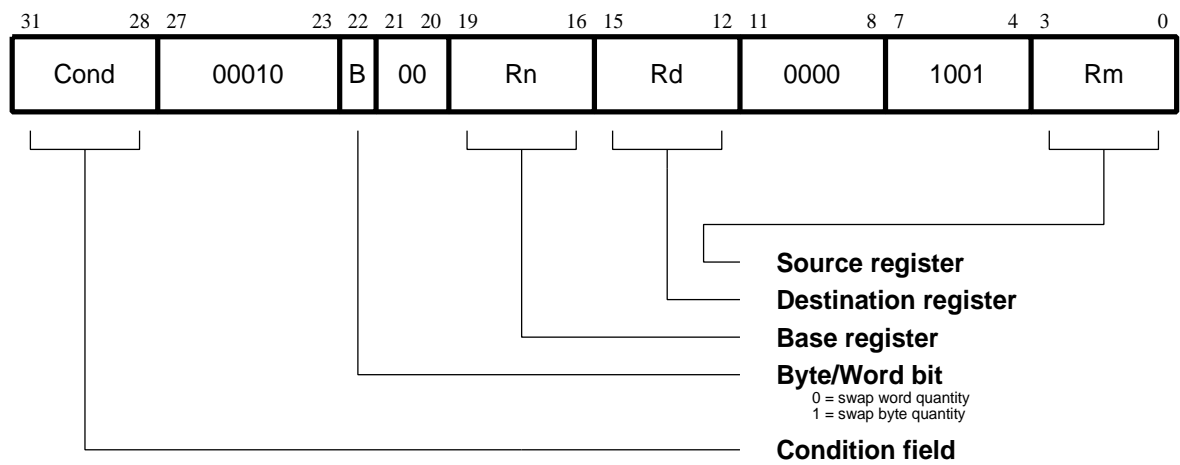 31 28 27 23 22 21 20 19 16 15 12 11 8 7 4 3 0
Cond 00010 B 00 Rn Rd 0000 1001 Rm
Source register
Destination register
Base register
Byte/Word bit
0 = swap word quantity
1 = swap byte quantity
Condition field